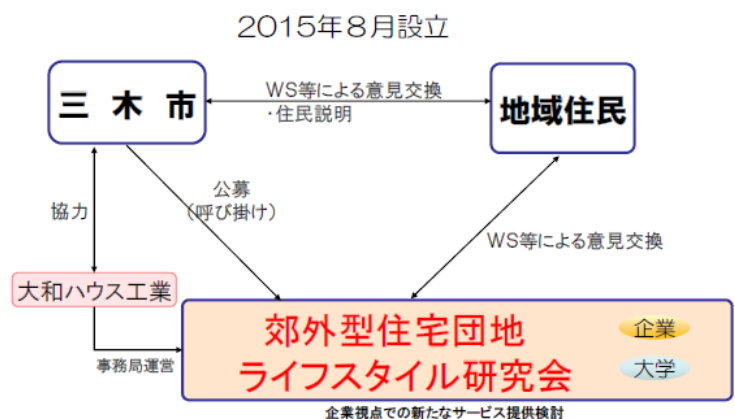 2015年8月設立
三木市
WS等による意見交換
・住民説明
地域住民
公募
(呼び掛け)
協力
WS等による意見交換
大和ハウス工業
郊外型住宅団地
ライフスタイル研究会
企業
大学
事務局運営
企業視点での新たなサービス提供検討